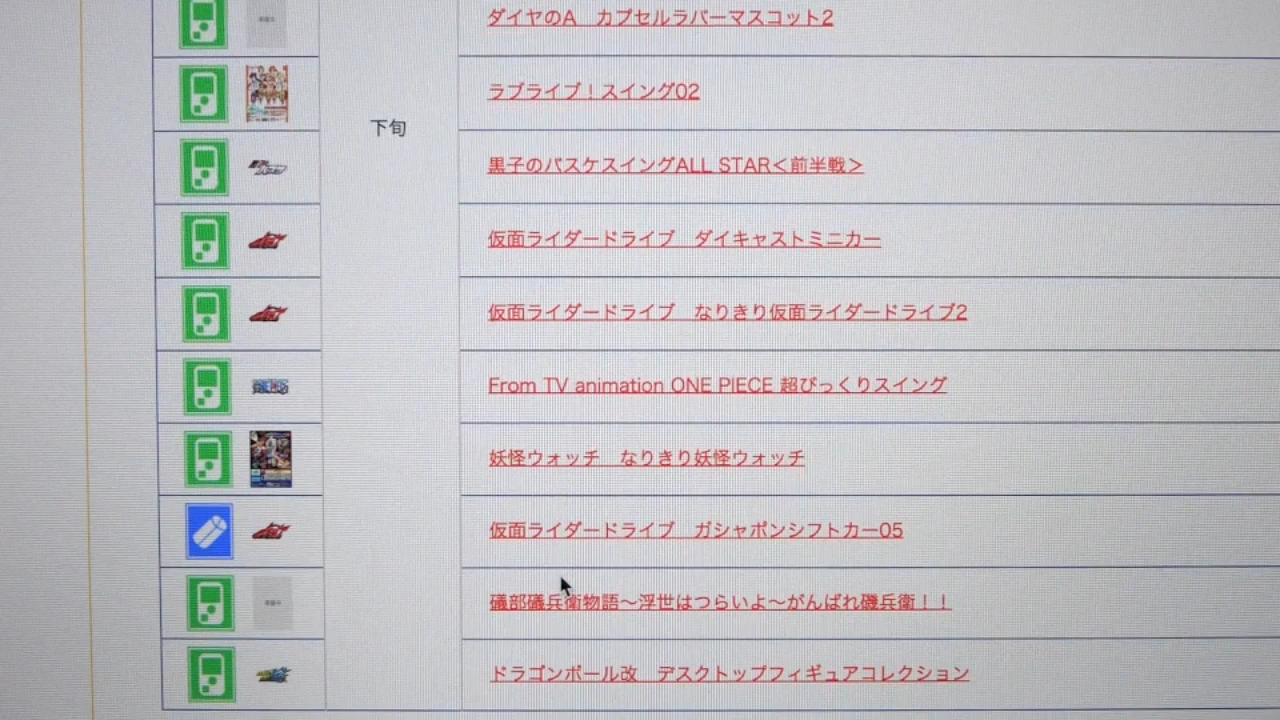 ダイヤのA　カプセルラバーマスコット2
ラブライブ！スイング02
下旬
黒子のバスケスイングALL STAR＜前半戦＞
仮面ライダードライブ　ダイキャストミニカー
仮面ライダードライブ　なりきり仮面ライダードライブ2
From TV animation ONE PIECE 超びっくりスイング
妖怪ウォッチ　なりきり妖怪ウォッチ
仮面ライダードライブ　ガシャポンシフトカー05
磯部磯兵衛物語～浮世はつらいよ～がんばれ磯兵衛！！
ドラゴンボール改　デスクトップフィギュアコレクション